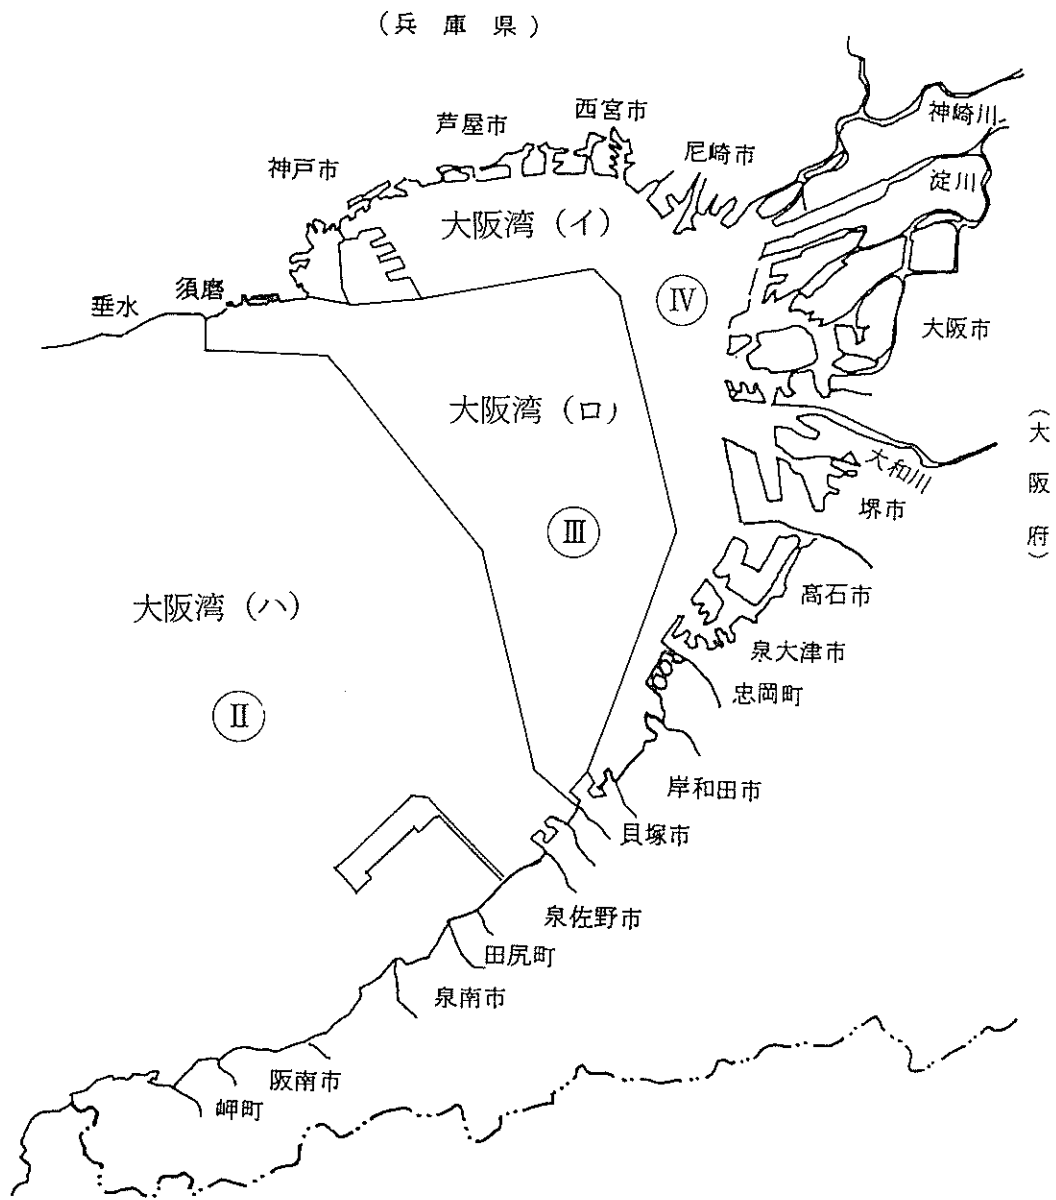 （兵庫県）
神崎川
西宮市
芦屋市
尼崎市
神戸市
淀川
大阪湾（イ）
須磨
垂水
Ⅳ
大阪市
大阪湾（ロ）
（大阪府）
大和川
堺市
Ⅲ
高石市
大阪湾（ハ）
泉大津市
忠岡町
Ⅱ
岸和田市
貝塚市
泉佐野市
田尻町
泉南市
阪南市
岬町